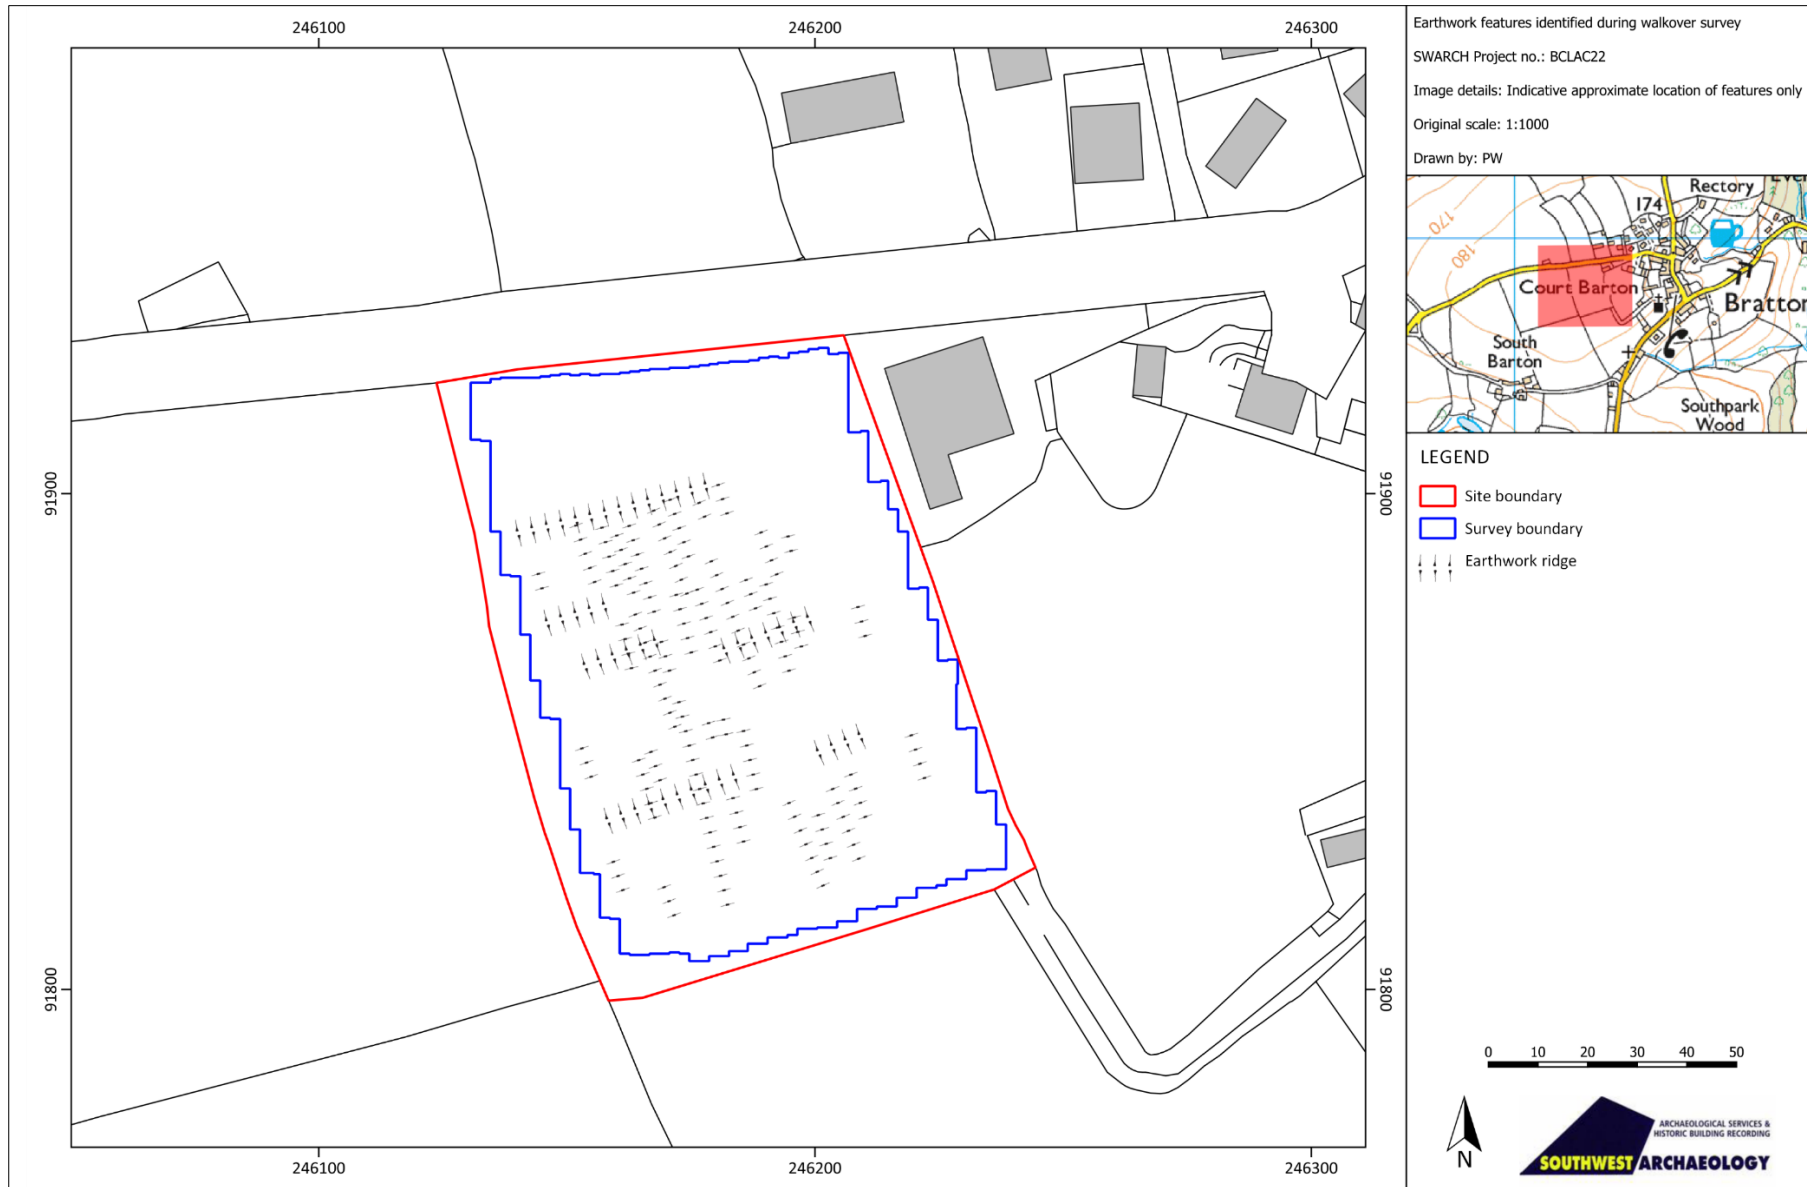 246100
246200
246300
91900
91900
91800
91800
246100
246200
246300
Earthwork features identified during walkover survey
SWARCH Project no.: BCLAC22
Image details: Indicative approximate location of features only
Original scale: 1:1000
Drawn by: PW
Rectory
174
170
180
Court Barton
Bratton
South
Barton
Southpark
Wood
LEGEND
Site boundary
Survey boundary
Earthwork ridge
0 10 20 30 40 50
N
ARCHAEOLOGICAL SERVICES &
HISTORIC BUILDING RECORDING
SOUTHWEST ARCHAEOLOGY